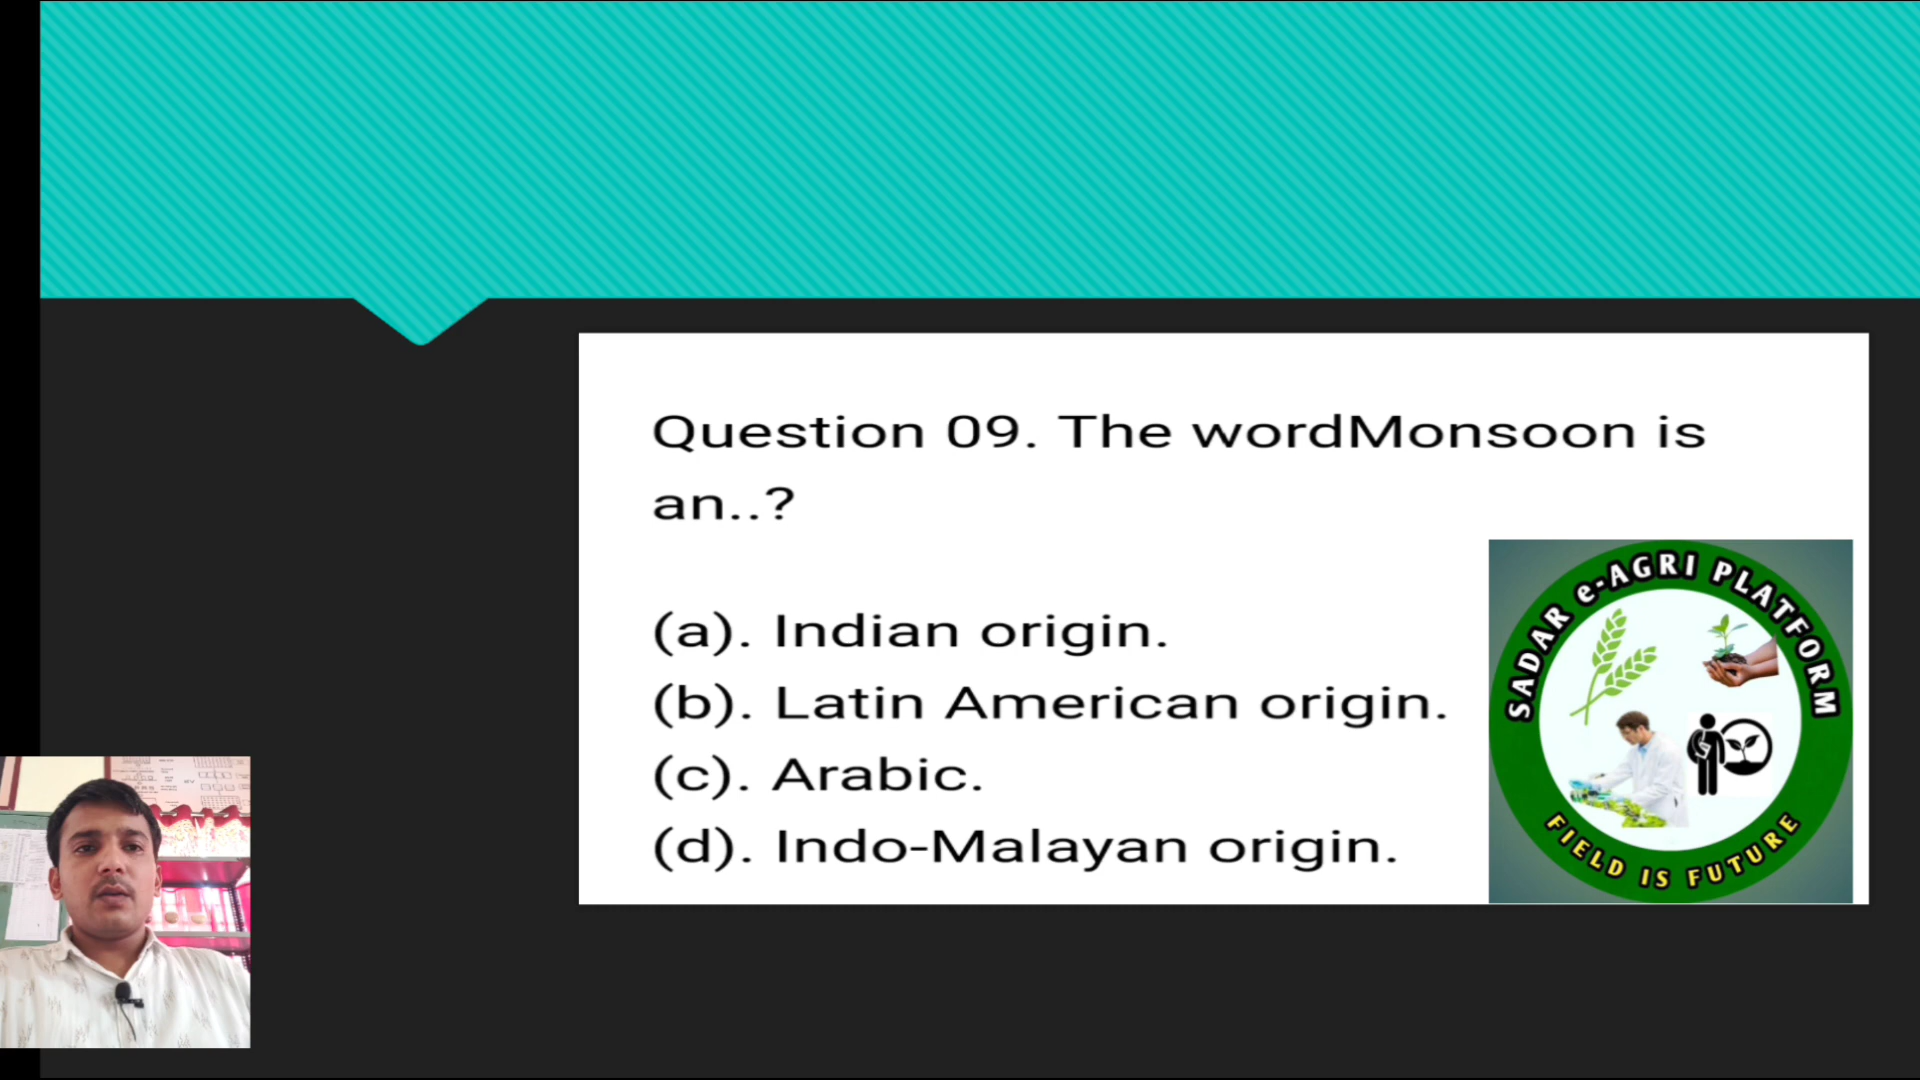 Question 09. The wordMonsoon is
an..?
(a). Indian origin.
(b). Latin American origin.
(c). Arabic.
(d). Indo-Malayan origin.
SADAR e-AGRI PLATFORM
FIELD IS FUTURE